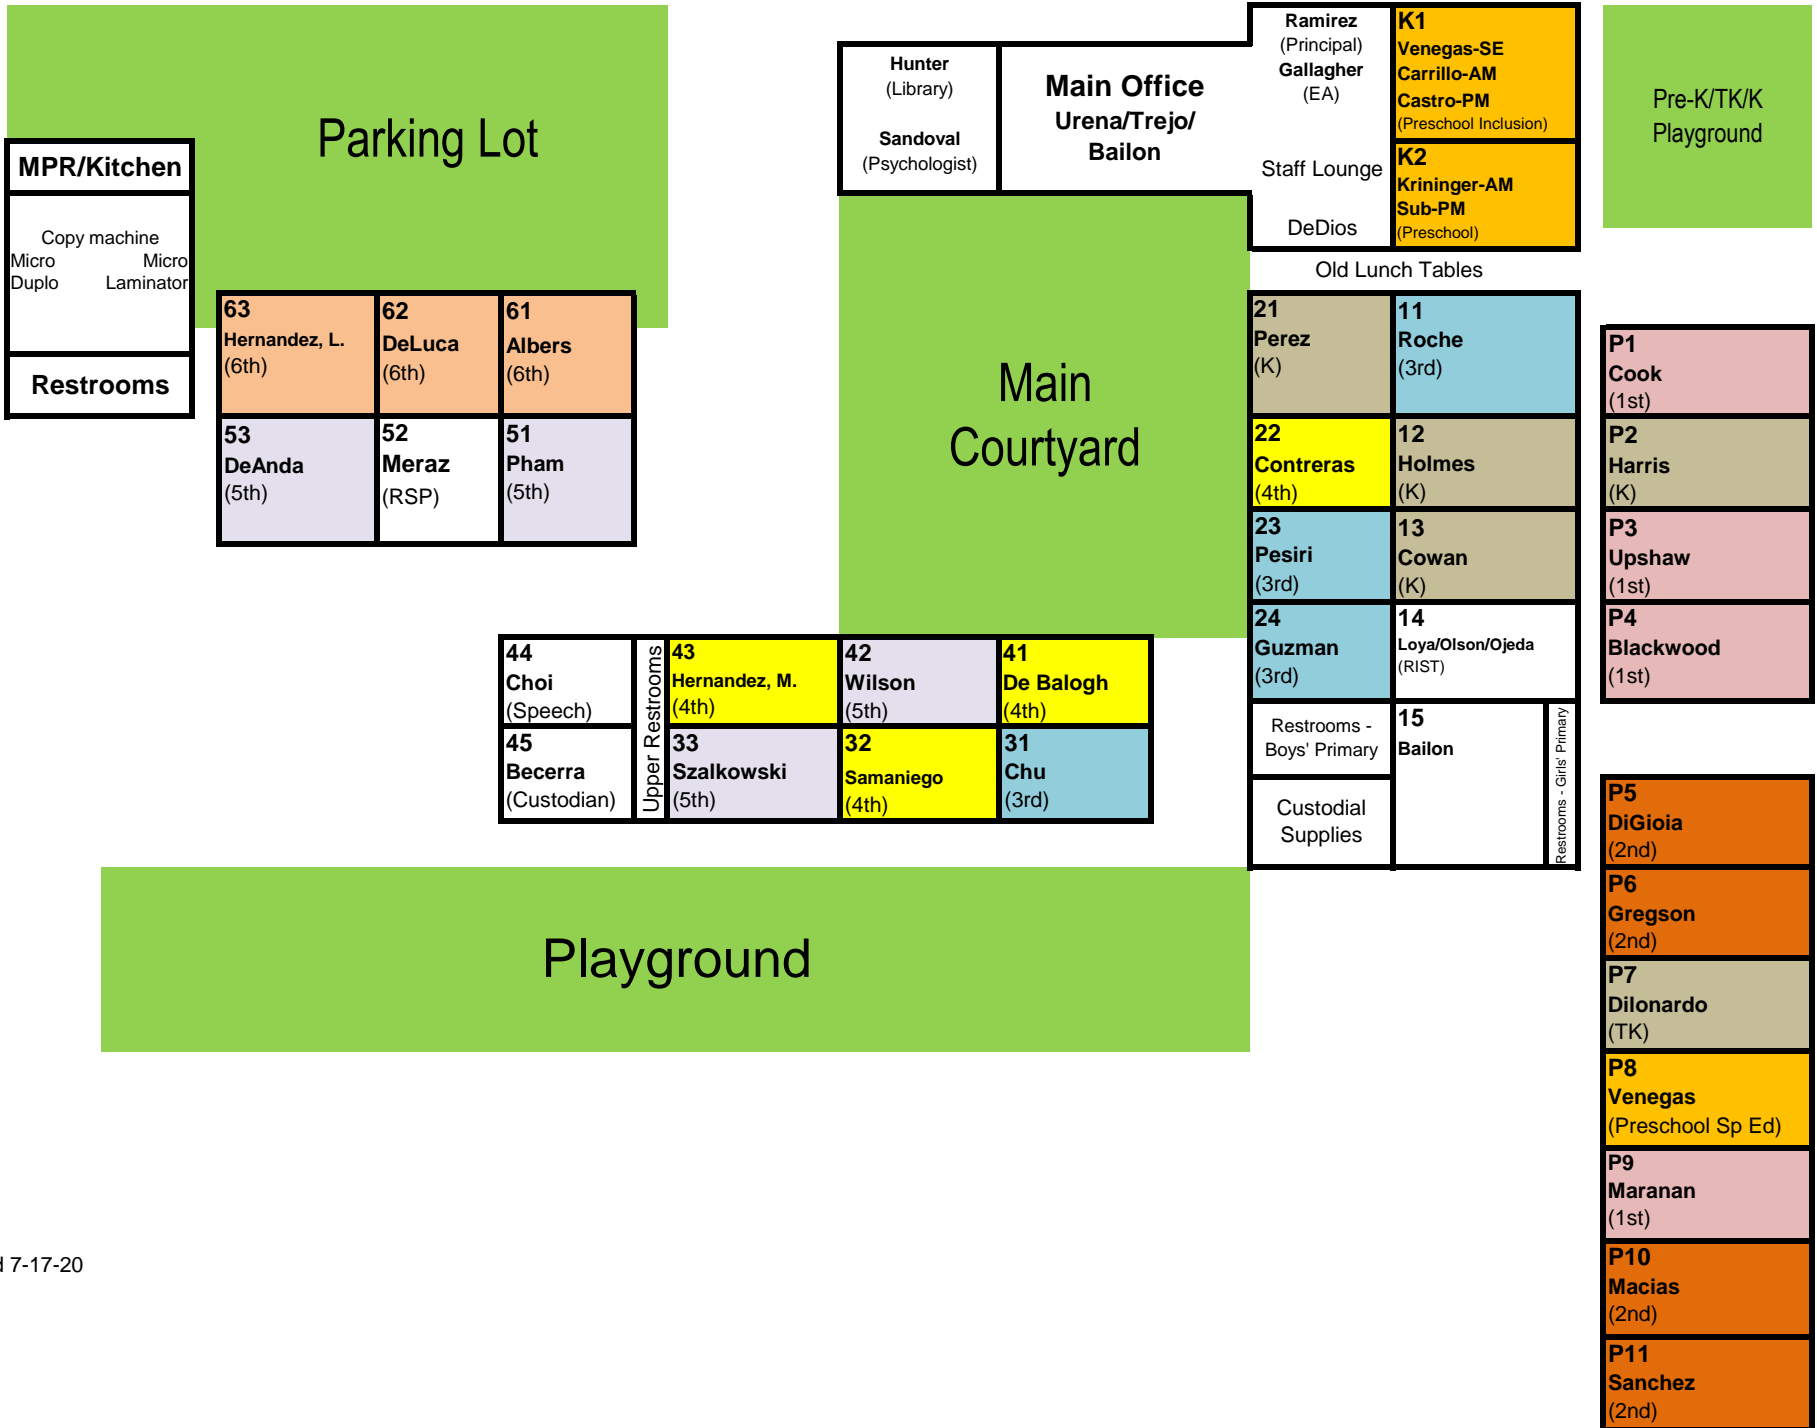 Parking Lot
MPR/Kitchen
Copy machine
Micro Micro
Duplo Laminator
Restrooms
Hunter
(Library)
Sandoval
(Psychologist)
Main Office
Urena/Trejo/
Bailon
Ramirez
(Principal)
Gallagher
(EA)
Staff Lounge
DeDios
K1
Venegas-SE
Carrillo-AM
Castro-PM
(Preschool Inclusion)
K2
Krininger-AM
Sub-PM
(Preschool)
Pre-K/TK/K
Playground
Old Lunch Tables
63
Hernandez, L.
(6th)
62
DeLuca
(6th)
61
Albers
(6th)
53
DeAnda
(5th)
52
Meraz
(RSP)
51
Pham
(5th)
Main
Courtyard
21
Perez
(K)
11
Roche
(3rd)
22
Contreras
(4th)
12
Holmes
(K)
23
Pesiri
(3rd)
13
Cowan
(K)
24
Guzman
(3rd)
14
Loya/Olson/Ojeda
(RIST)
Restrooms -
Boys' Primary
15
Bailon
Restrooms - Girls' Primary
Custodial
Supplies
44
Choi
(Speech)
Upper Restrooms
43
Hernandez, M.
(4th)
42
Wilson
(5th)
41
De Balogh
(4th)
45
Becerra
(Custodian)
33
Szalkowski
(5th)
32
Samaniego
(4th)
31
Chu
(3rd)
Playground
P1
Cook
(1st)
P2
Harris
(K)
P3
Upshaw
(1st)
P4
Blackwood
(1st)
P5
DiGioia
(2nd)
P6
Gregson
(2nd)
P7
Dilonardo
(TK)
P8
Venegas
(Preschool Sp Ed)
P9
Maranan
(1st)
P10
Macias
(2nd)
P11
Sanchez
(2nd)
7-17-20